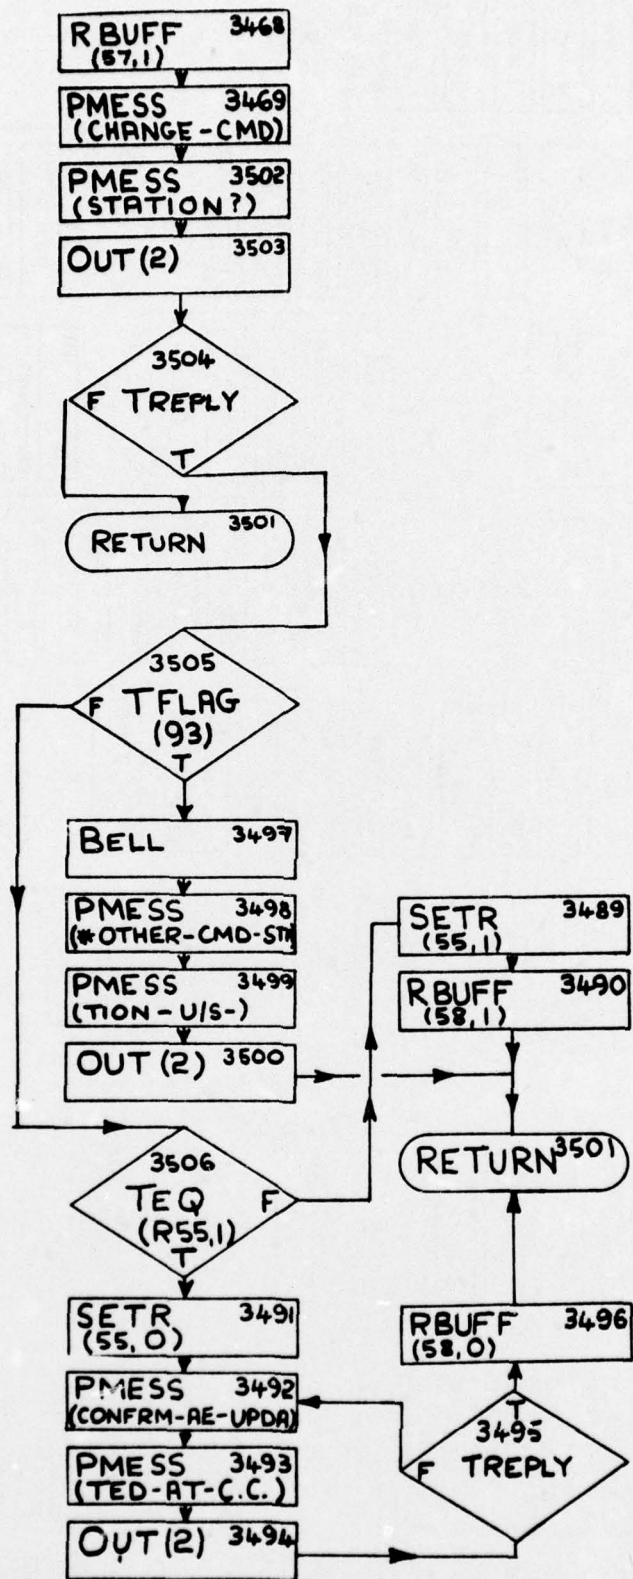 RBUFF 3468
(57,1)
PMESS 3469
(CHANGE-CMD)
PMESS 3502
(STATION?)
OUT(2) 3503
3504
F TREPLY
T
RETURN 3501
3505
F TFLAG
(93)
T
BELL 3497
PMESS 3498
(*OTHER-CMD-STA
PMESS 3499
(TION-U/S-)
OUT(2) 3500
SETR 3489
(55,1)
RBUFF 3490
(58,1)
RETURN 3501
3506
TEQ F
(R55,1)
T
SETR 3491
(55,0)
PMESS 3492
(CONFRM-AE-UPDA)
PMESS 3493
(TED-AT-C.C.)
OUT(2) 3494
RBUFF 3496
(58,0)
T
3495
F TREPLY